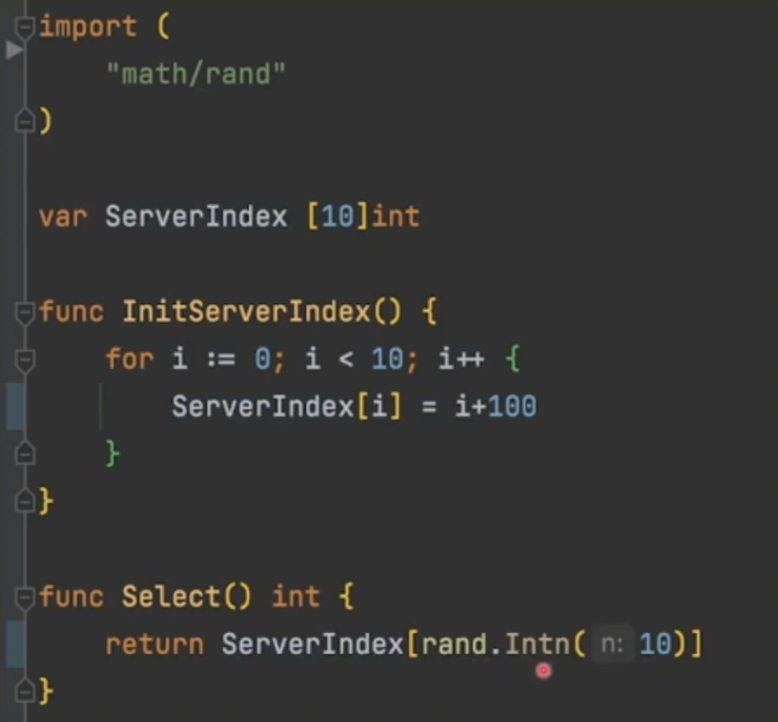 import (
    "math/rand"
)
var ServerIndex [10]int
func InitServerIndex() {
    for i := 0; i < 10; i++ {
        ServerIndex[i] = i+100
    }
}
func Select() int {
    return ServerIndex[rand.Intn( n: 10)]
}